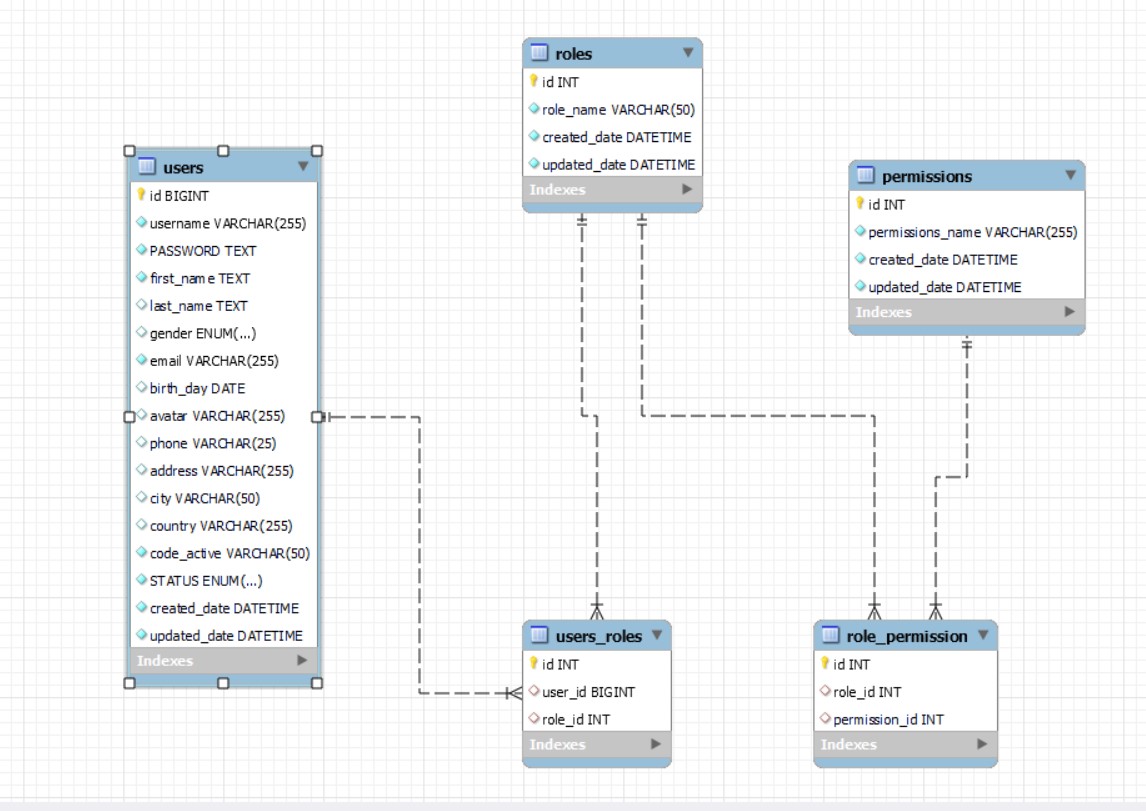 roles
id INT
role_name VARCHAR(50)
created_date DATETIME
updated_date DATETIME
Indexes
users
id BIGINT
username VARCHAR(255)
PASSWORD TEXT
first_name TEXT
last_name TEXT
gender ENUM(...)
email VARCHAR(255)
birth_day DATE
avatar VARCHAR(255)
phone VARCHAR(25)
address VARCHAR(255)
city VARCHAR(50)
country VARCHAR(255)
code_active VARCHAR(50)
STATUS ENUM(...)
created_date DATETIME
updated_date DATETIME
Indexes
permissions
id INT
permissions_name VARCHAR(255)
created_date DATETIME
updated_date DATETIME
Indexes
users_roles
id INT
user_id BIGINT
role_id INT
Indexes
role_permission
id INT
role_id INT
permission_id INT
Indexes